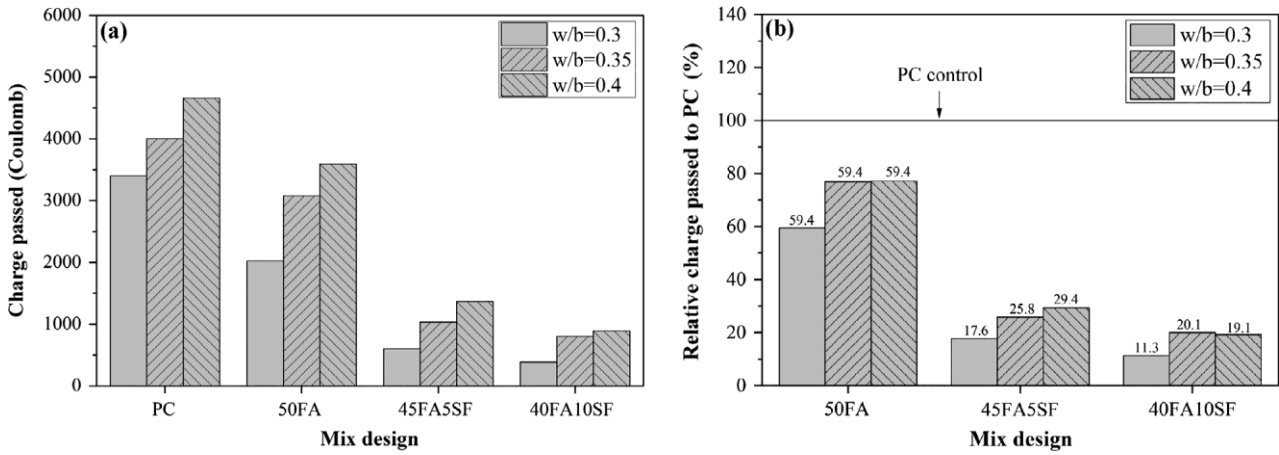 (a)
w/b=0.3
w/b=0.35
w/b=0.4
Charge passed (Coulomb)
6000
5000
4000
3000
2000
1000
0
PC
50FA
45FA5SF
40FA10SF
Mix design
(b)
w/b=0.3
w/b=0.35
w/b=0.4
PC control
Relative charge passed to PC (%)
140
120
100
80
60
40
20
0
59.4
59.4
59.4
17.6
25.8
29.4
11.3
20.1
19.1
50FA
45FA5SF
40FA10SF
Mix design